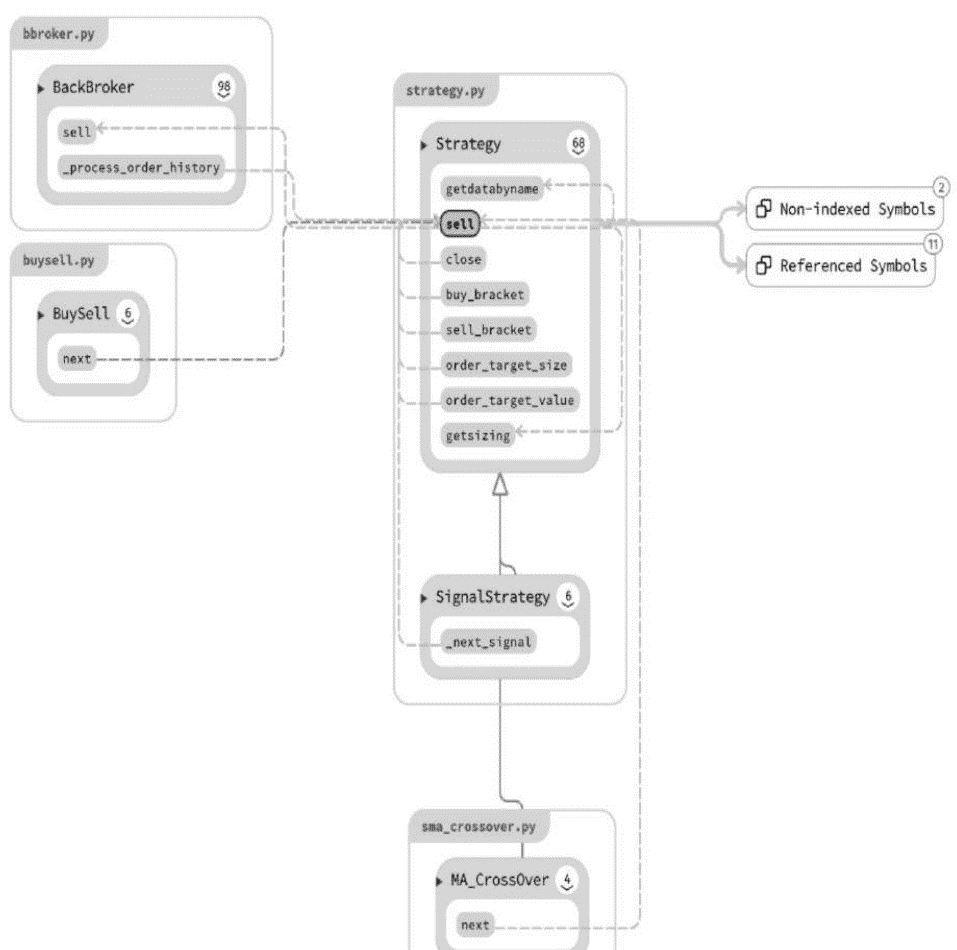 bbroker.py
BackBroker 98
sell
_process_order_history
buysell.py
BuySell 6
next
strategy.py
Strategy 68
getdatabyname
sell
close
buy_bracket
sell_bracket
order_target_size
order_target_value
getsizing
SignalStrategy 6
_next_signal
sma_crossover.py
MA_CrossOver 4
next
2
Non-indexed Symbols
11
Referenced Symbols